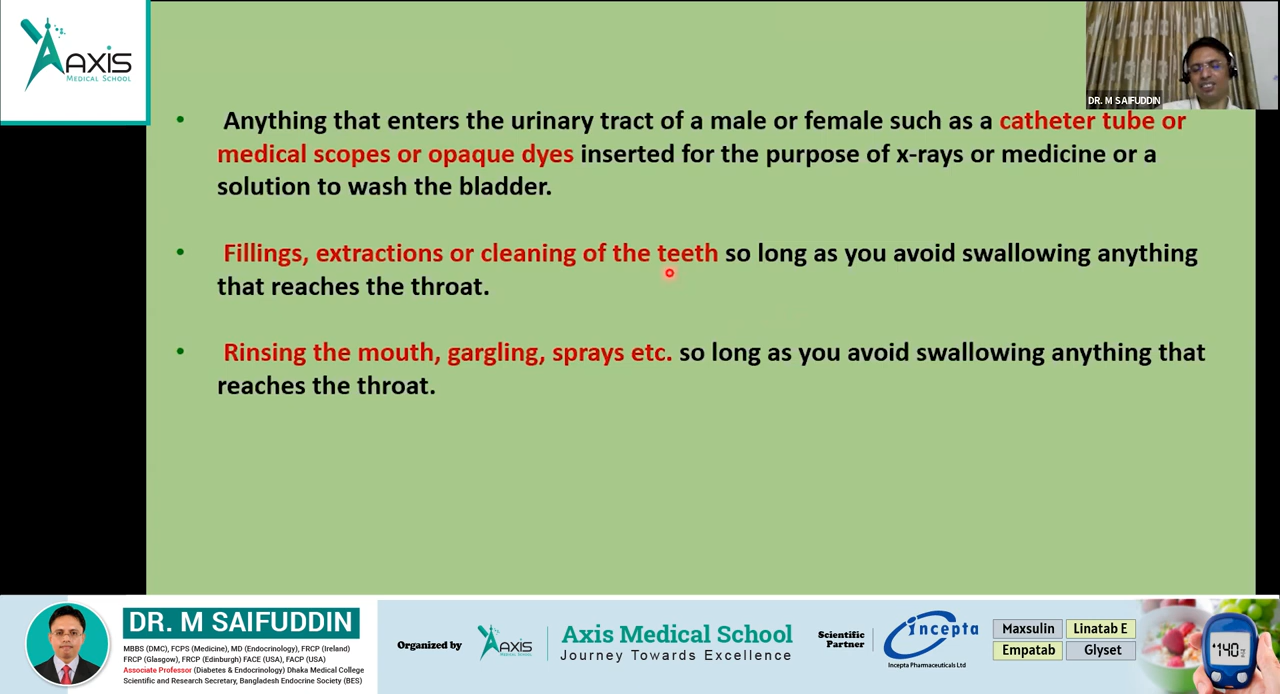 AXIS
MEDICAL SCHOOL
DR. M SAIFUDDIN
• Anything that enters the urinary tract of a male or female such as a catheter tube or
medical scopes or opaque dyes inserted for the purpose of x-rays or medicine or a
solution to wash the bladder.
• Fillings, extractions or cleaning of the teeth so long as you avoid swallowing anything
that reaches the throat.
• Rinsing the mouth, gargling, sprays etc. so long as you avoid swallowing anything that
reaches the throat.
DR. M SAIFUDDIN
MBBS (DMC), FCPS (Medicine), MD (Endocrinology), FRCP (Ireland)
FRCP (Glasgow), FRCP (Edinburgh) FACE (USA), FACP (USA)
Associate Professor (Diabetes & Endocrinology) Dhaka Medical College
Scientific and Research Secretary, Bangladesh Endocrine Society (BES)
Organized by
AXIS
Axis Medical School
Journey Towards Excellence
Scientific
Partner
incepta
Incepta Pharmaceuticals Ltd
Maxsulin
Linatab E
Empatab
Glyset
140